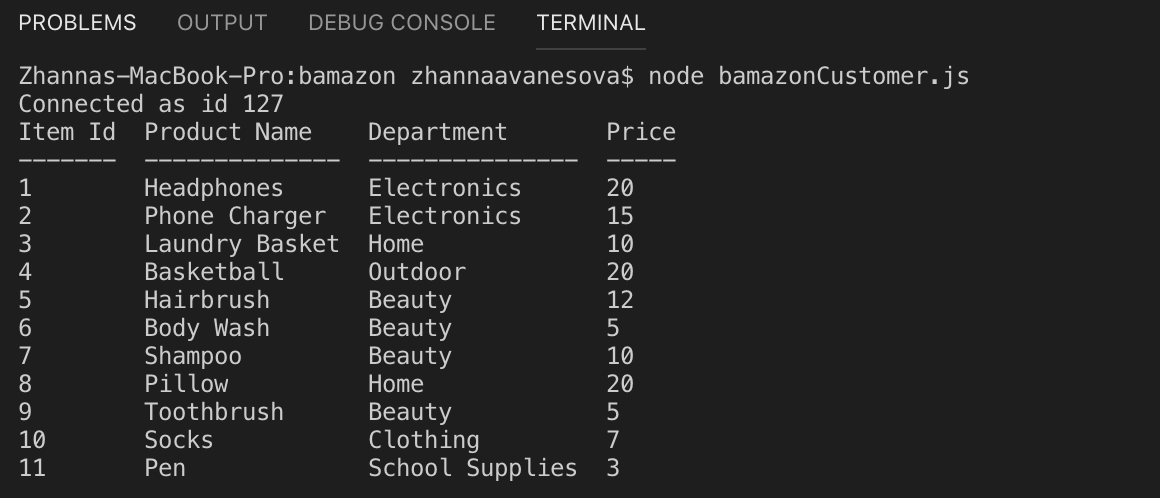 PROBLEMS OUTPUT DEBUG CONSOLE TERMINAL
Zhannas-MacBook-Pro:bamazon zhannaavanesova$ node bamazonCustomer.js
Connected as id 127
Item Id  Product Name    Department       Price
-------  --------------  ---------------  -----
1        Headphones      Electronics      20
2        Phone Charger   Electronics      15
3        Laundry Basket  Home             10
4        Basketball      Outdoor          20
5        Hairbrush       Beauty           12
6        Body Wash       Beauty           5
7        Shampoo         Beauty           10
8        Pillow          Home             20
9        Toothbrush      Beauty           5
10       Socks           Clothing         7
11       Pen             School Supplies  3